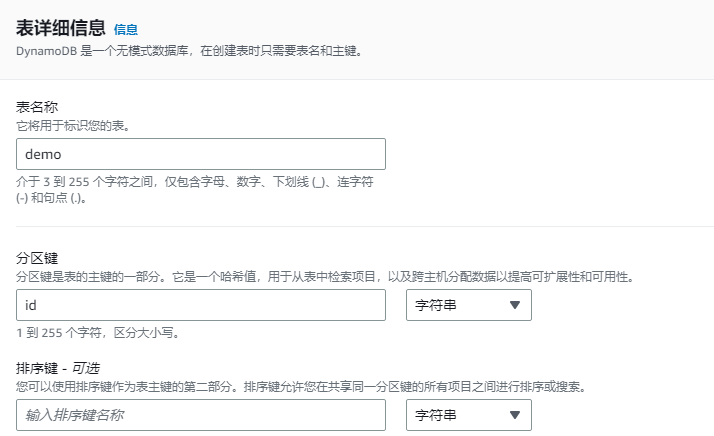 表详细信息 信息
DynamoDB 是一个无模式数据库，在创建表时只需要表名和主键。
表名称
它将用于标识您的表。
demo
介于 3 到 255 个字符之间，仅包含字母、数字、下划线 (_)、连字符
(-) 和句点 (.)。
分区键
分区键是表的主键的一部分。它是一个哈希值，用于从表中检索项目，以及跨主机分配数据以提高可扩展性和可用性。
id 字符串
1 到 255 个字符，区分大小写。
排序键 - 可选
您可以使用排序键作为表主键的第二部分。排序键允许您在共享同一分区键的所有项目之间进行排序或搜索。
输入排序键名称 字符串